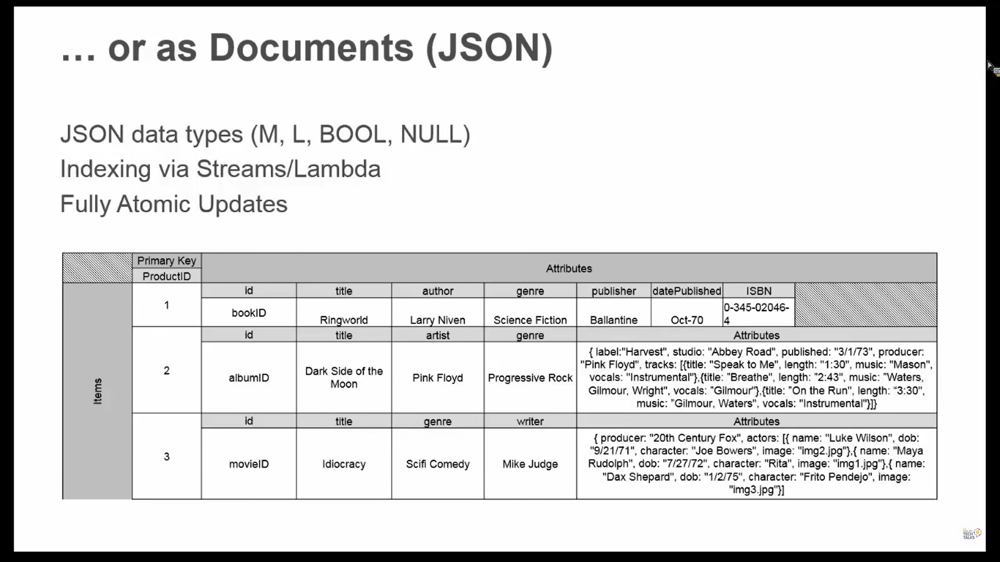 ... or as Documents (JSON)
JSON data types (M, L, BOOL, NULL)
Indexing via Streams/Lambda
Fully Atomic Updates
Primary Key
ProductID
Attributes
Items
1
id title author genre publisher datePublished ISBN
bookID Ringworld Larry Niven Science Fiction Ballantine Oct-70 0-345-02046-
4
2
id title artist genre Attributes
albumID
Dark Side of the
Moon
Pink Floyd
Progressive Rock
{ label:"Harvest", studio: "Abbey Road", published: "3/1/73", producer:
"Pink Floyd", tracks: [{title: "Speak to Me", length: "1:30", music: "Mason",
vocals: "Instrumental"},{title: "Breathe", length: "2:43", music: "Waters,
Gilmour, Wright", vocals: "Gilmour"},{title: "On the Run", length: “3:30",
music: ”Gilmour, Waters", vocals: "Instrumental"}]}
3
id title genre writer Attributes
movieID
Idiocracy
Scifi Comedy
Mike Judge
{ producer: "20th Century Fox", actors: [{ name: "Luke Wilson", dob:
"9/21/71", character: "Joe Bowers", image: "img2.jpg"},{ name: "Maya
Rudolph", dob: "7/27/72", character: "Rita", image: "img1.jpg"},{ name:
"Dax Shepard", dob: "1/2/75", character: "Frito Pendejo", image:
"img3.jpg"}]
ONLINE
TECH
TALKS